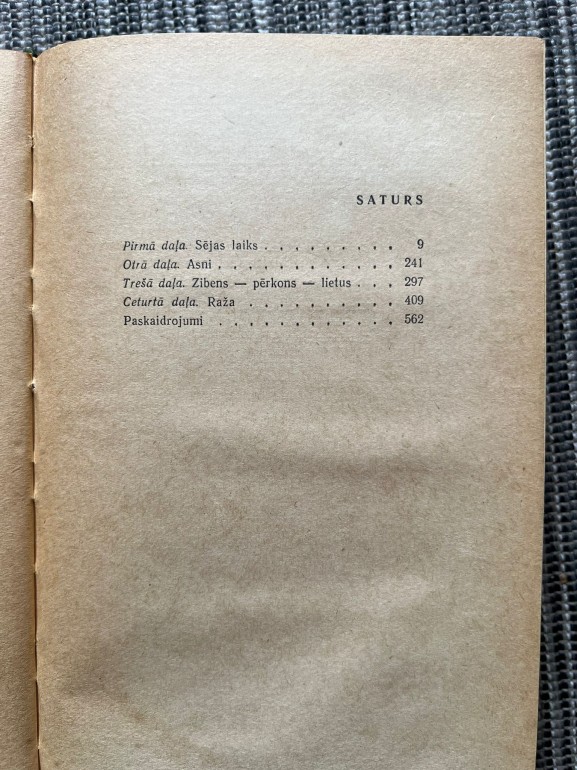 SATURS
Pirmā daļa. Sējas laiks . . . . . . . . . . 9
Otrā daļa. Asni . . . . . . . . . . . . . 241
Trešā daļa. Zibens — pērkons — lietus . . . 297
Ceturtā daļa. Raža . . . . . . . . . . . 409
Paskaidrojumi . . . . . . . . . . . . . 562